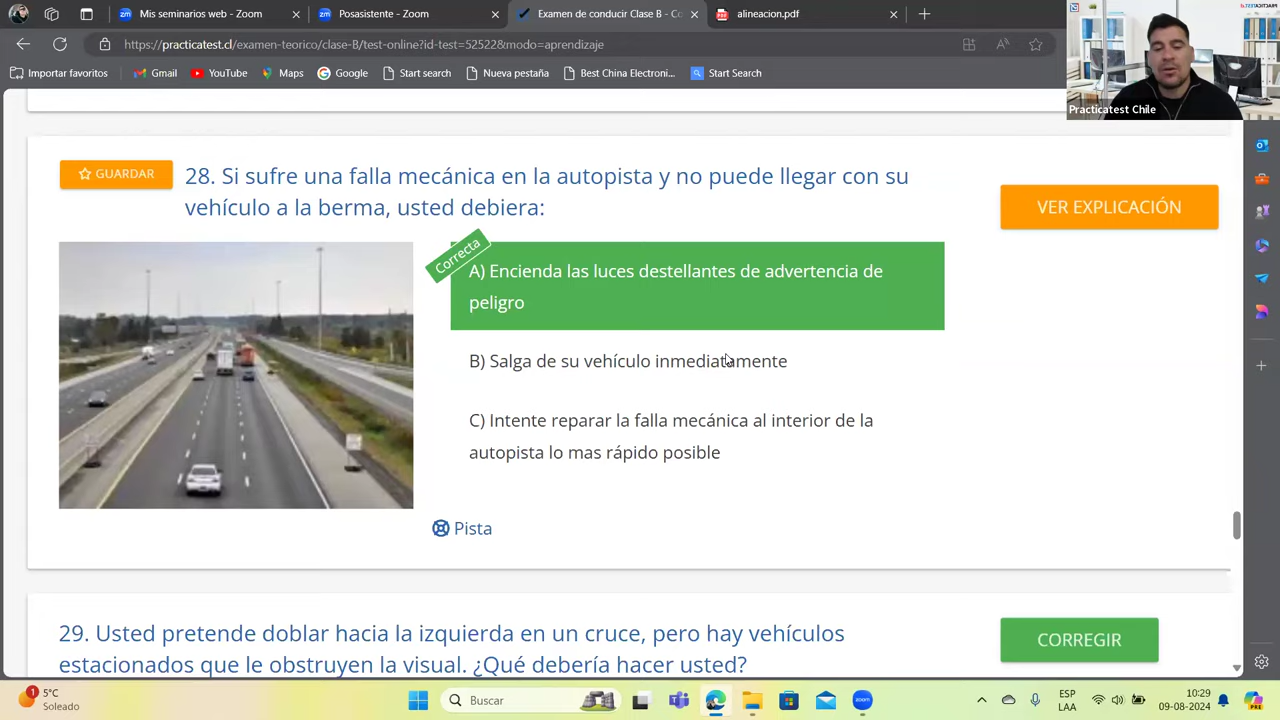 Mis seminarios web - Zoom
Posasistente - Zoom
Examen de conducir Clase B - Co
alineacion.pdf
https://practicatest.cl/examen-teorico/clase-B/test-online?id-test=52522&modo=aprendizaje
Importar favoritos
Gmail
YouTube
Maps
Google
Start search
Nueva pestaña
Best China Electroni...
Start Search
Practicatest Chile
GUARDAR
28. Si sufre una falla mecánica en la autopista y no puede llegar con su
vehículo a la berma, usted debiera:
VER EXPLICACIÓN
Correcta
A) Encienda las luces destellantes de advertencia de
peligro
B) Salga de su vehículo inmediatamente
C) Intente reparar la falla mecánica al interior de la
autopista lo mas rápido posible
Pista
29. Usted pretende doblar hacia la izquierda en un cruce, pero hay vehículos
estacionados que le obstruyen la visual. ¿Qué debería hacer usted?
CORREGIR
1
5°C
Soleado
Buscar
zoom
ESP
LAA
10:29
09-08-2024
PRE